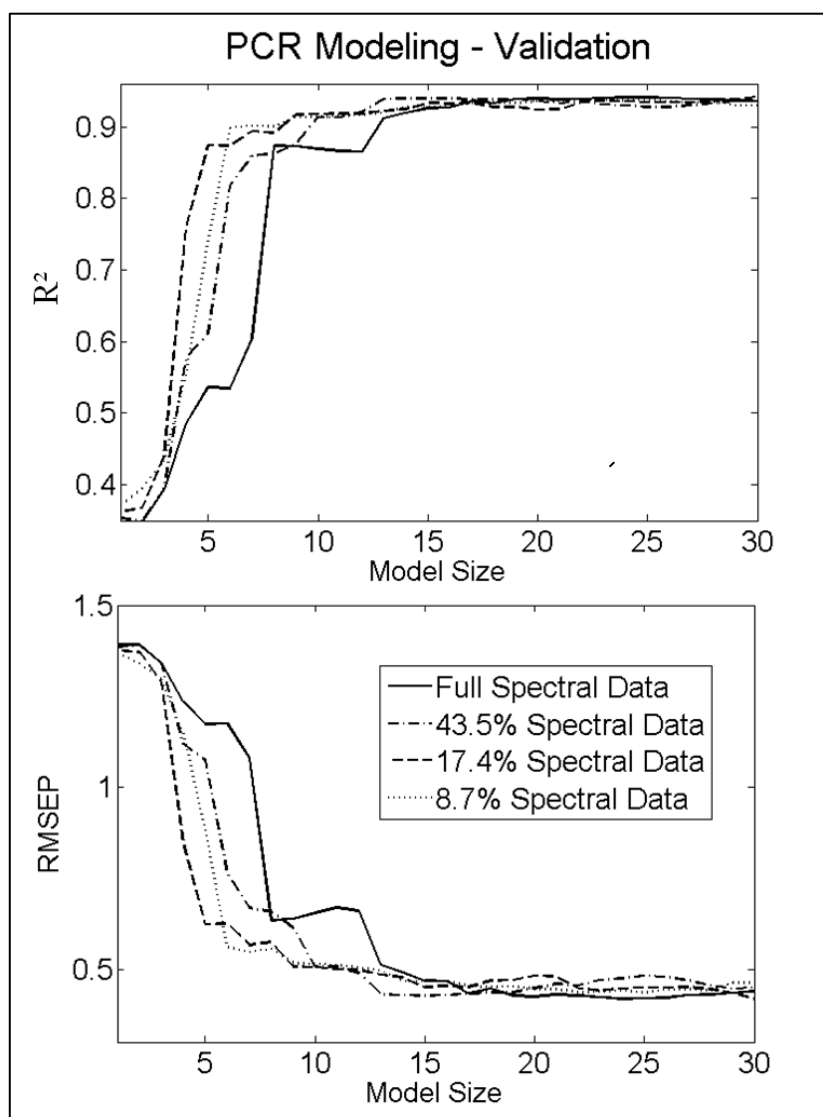 PCR Modeling - Validation
0.9
0.8
0.7
0.6
0.5
0.4
R²
5 10 15 20 25 30
Model Size
1.5
1
0.5
RMSEP
Full Spectral Data
43.5% Spectral Data
17.4% Spectral Data
8.7% Spectral Data
5 10 15 20 25 30
Model Size